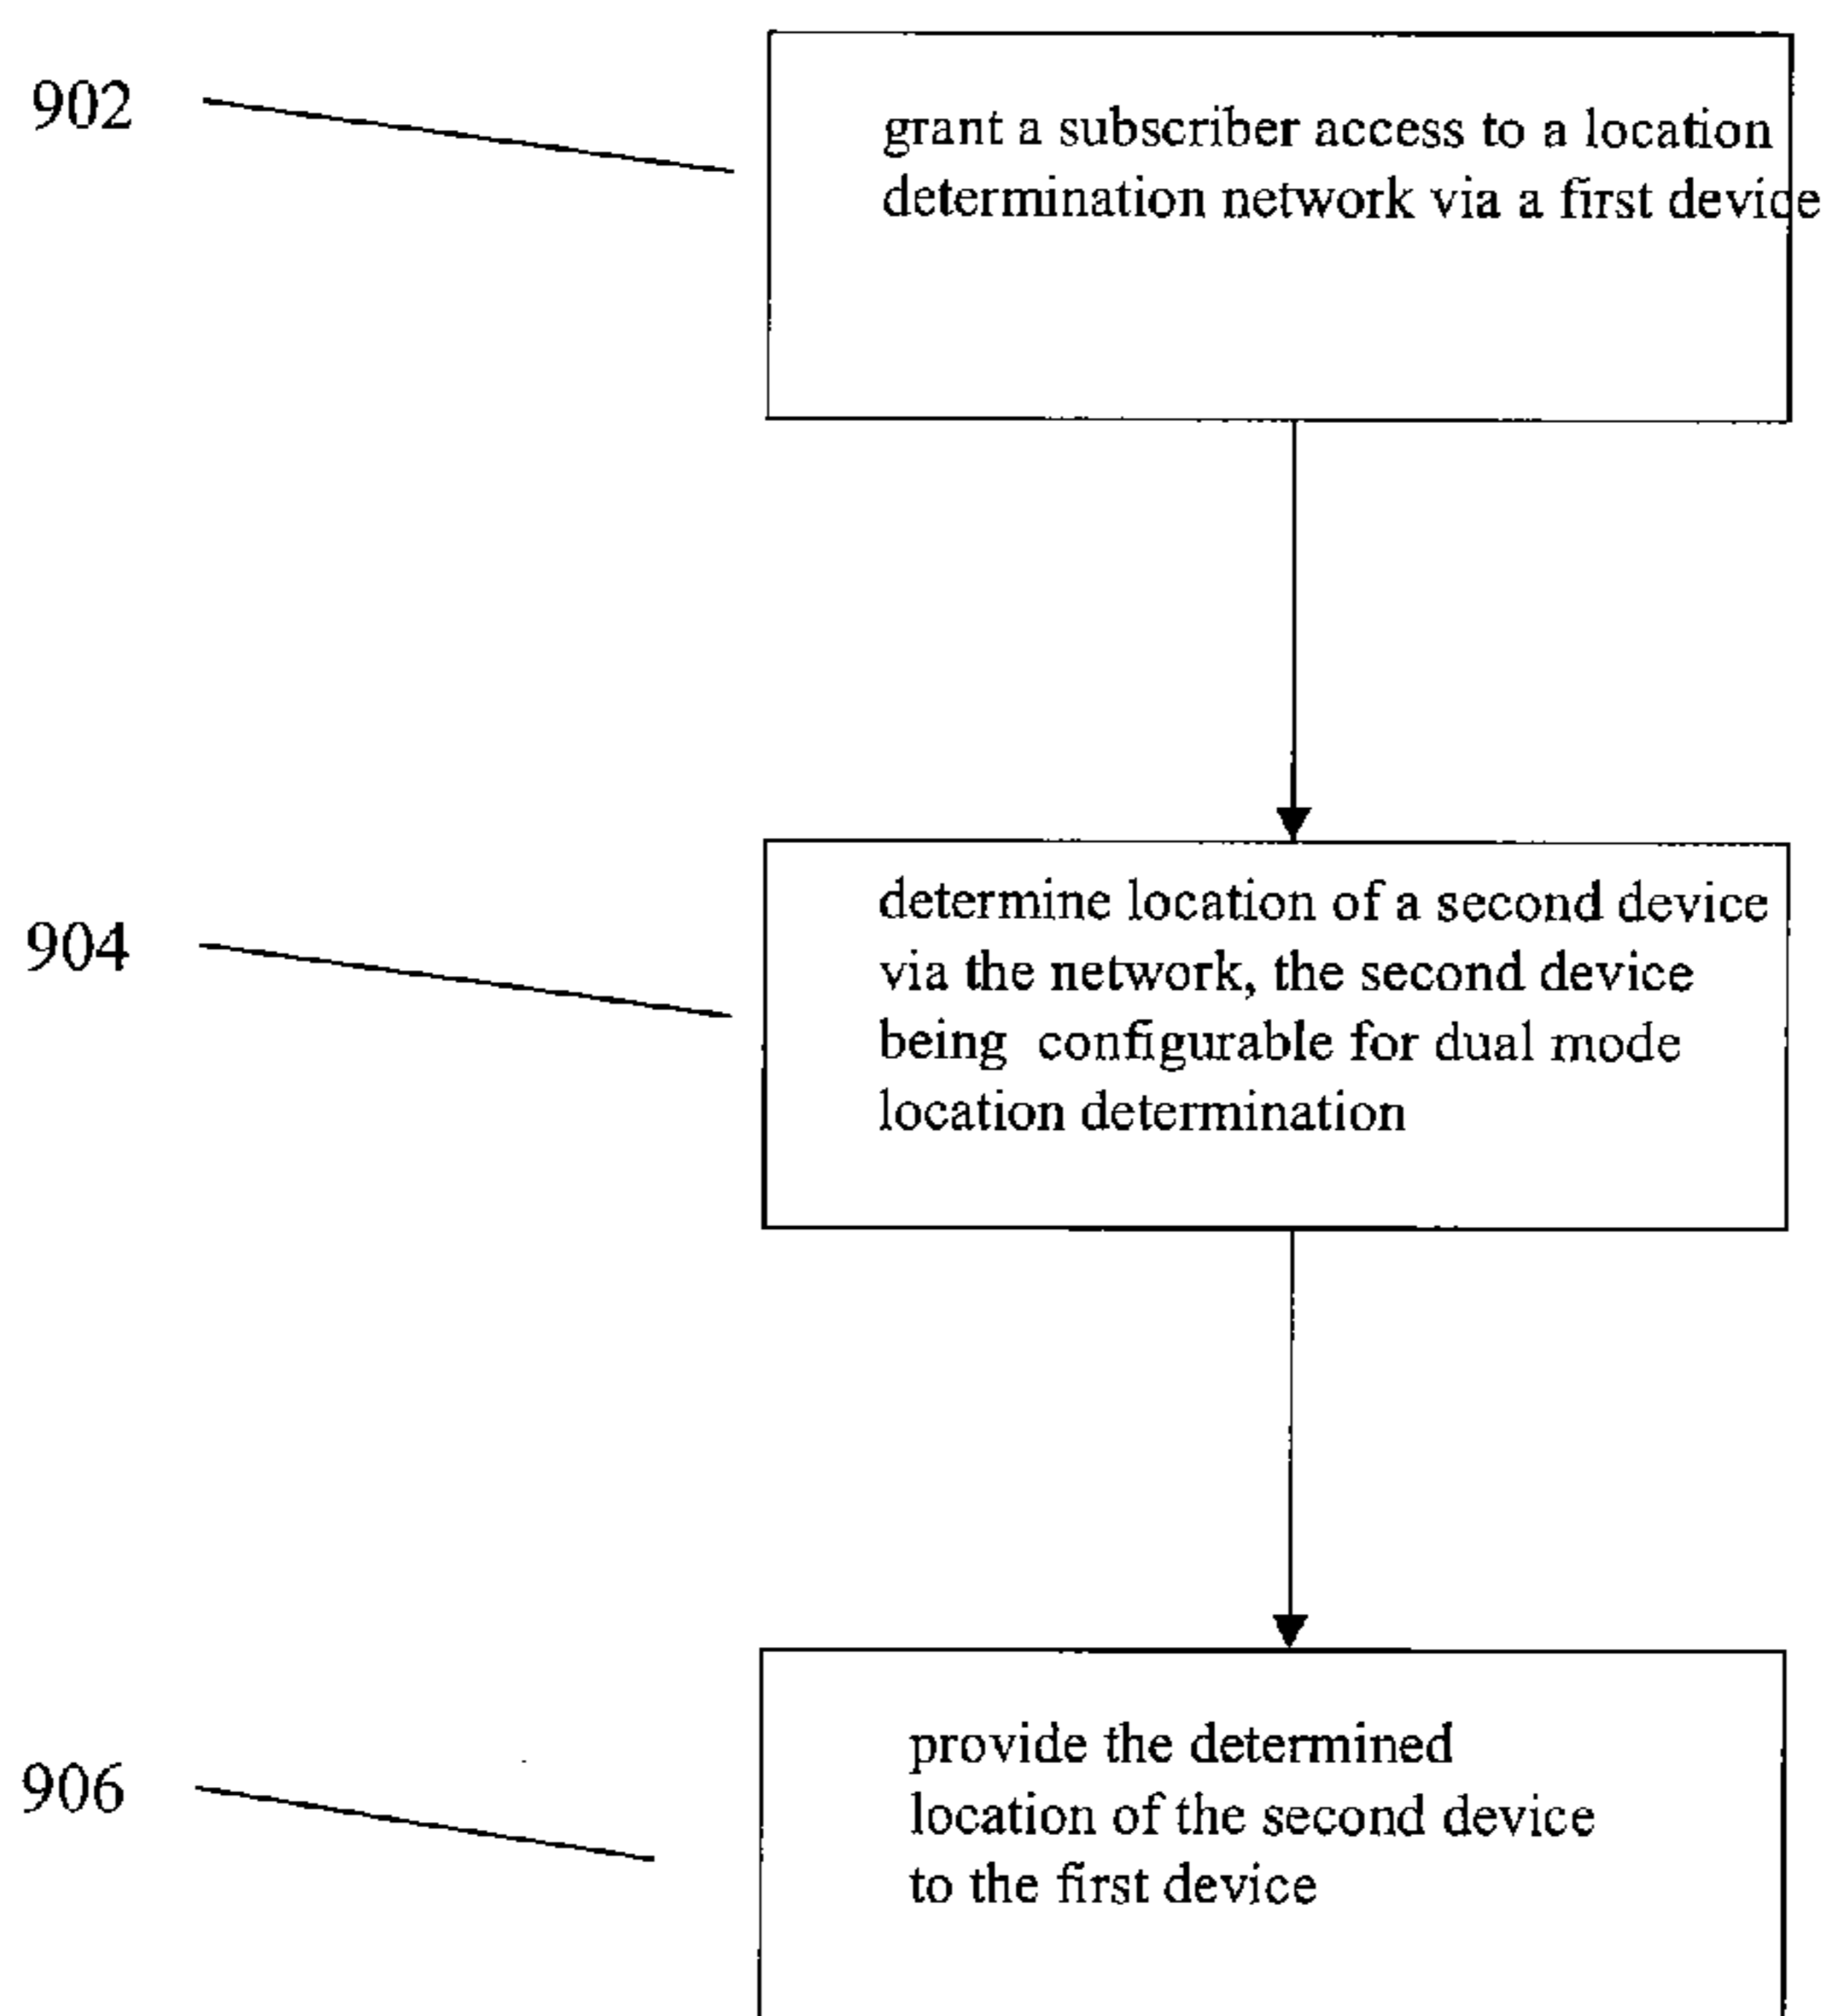 902
grant a subscriber access to a location
determination network via a first device
904
determine location of a second device
via the network, the second device
being configurable for dual mode
location determination
906
provide the determined
location of the second device
to the first device